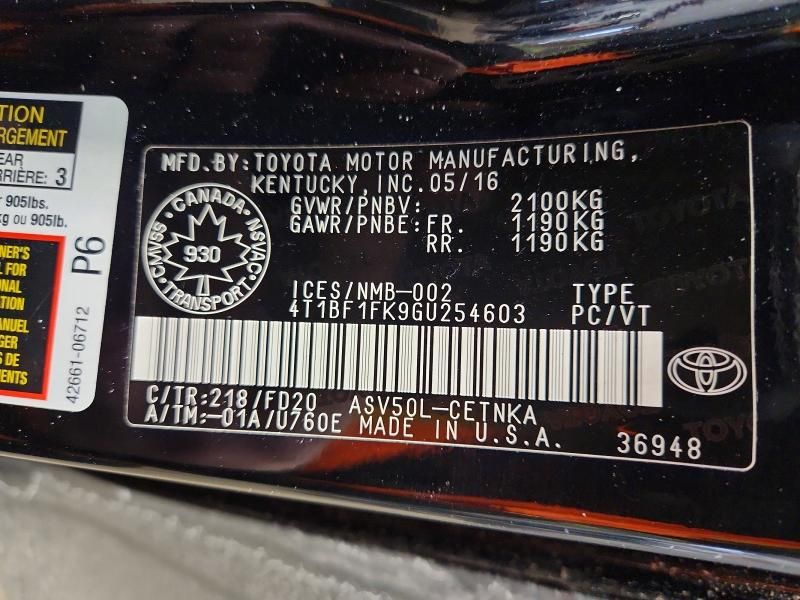 TION
RGEMENT
EAR
RRIÈRE: 3
905lbs.
kg ou 905lb.
NER'S
L FOR
ONAL
ATION
ANUEL
GER
S DE
MENTS
P6
42661-06712
MFD.BY:TOYOTA MOTOR MANUFACTURING,
KENTUCKY,INC.05/16
GVWR/PNBV: 2100KG
GAWR/PNBE:FR. 1190KG
RR. 1190KG
CANADA
CMVSS 930 NSVAC
TRANSPORT
ICES/NMB-002 TYPE
4T1BF1FK9GU254603 PC/VT
C/TR:218/FD20 ASV50L-CETNKA
A/TM:-01A/U760E MADE IN U.S.A.
36948